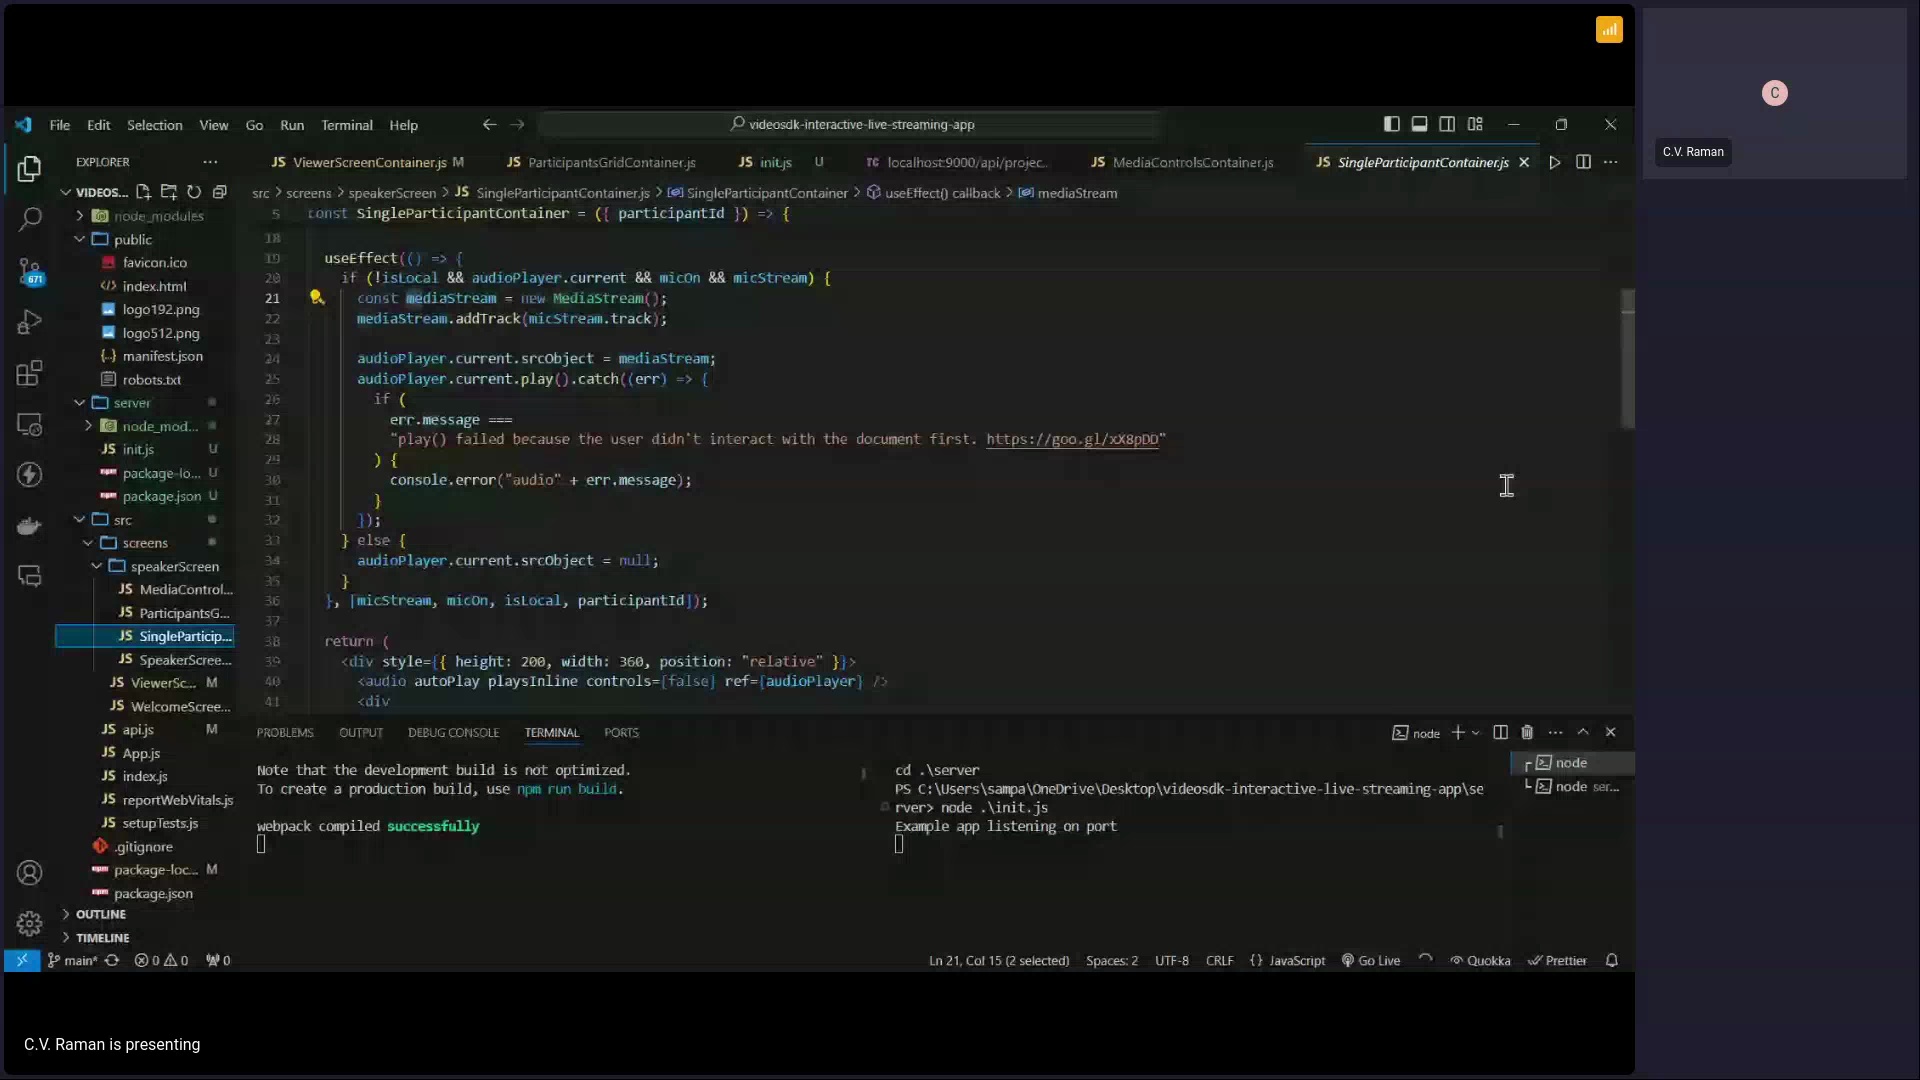 C
C.V. Raman
File Edit Selection View Go Run Terminal Help
videosdk-interactive-live-streaming-app
EXPLORER
ViewerScreenContainer.js M
ParticipantsGridContainer.js
init.js U
localhost:9000/api/projec...
MediaControlsContainer.js
SingleParticipantContainer.js
VIDEOS...
src > screens > speakerScreen > JS SingleParticipantContainer.js > SingleParticipantContainer > useEffect() callback > mediaStream
node_modules
public
favicon.ico
index.html
logo192.png
logo512.png
manifest.json
robots.txt
server
node_mod...
init.js U
package-lo... U
package.json U
src
screens
speakerScreen
JS MediaControl...
JS ParticipantsG...
JS SingleParticip...
JS SpeakerScree...
JS ViewerSc... M
JS WelcomeScree...
JS api.js M
JS App.js
JS index.js
JS reportWebVitals.js
JS setupTests.js
.gitignore
package-loc... M
package.json
OUTLINE
TIMELINE
671
5 const SingleParticipantContainer = ({ participantId }) => {
18
19 useEffect(() => {
20 if (!isLocal && audioPlayer.current && micOn && micStream) {
21 const mediaStream = new MediaStream();
22 mediaStream.addTrack(micStream.track);
23
24 audioPlayer.current.srcObject = mediaStream;
25 audioPlayer.current.play().catch((err) => {
26 if (
27 err.message ===
28 "play() failed because the user didn't interact with the document first. https://goo.gl/xX8pDD"
29 ) {
30 console.error("audio" + err.message);
31 }
32 });
33 } else {
34 audioPlayer.current.srcObject = null;
35 }
36 }, [micStream, micOn, isLocal, participantId]);
37
38 return (
39 <div style={{ height: 200, width: 360, position: "relative" }}>
40 <audio autoPlay playsInline controls={false} ref={audioPlayer} />
41 <div
PROBLEMS OUTPUT DEBUG CONSOLE TERMINAL PORTS
node
Note that the development build is not optimized.
To create a production build, use npm run build.
webpack compiled successfully
cd .\server
PS C:\Users\sampa\OneDrive\Desktop\videosdk-interactive-live-streaming-app\se
rver> node .\init.js
Example app listening on port
node
node ser...
main* 0 0 0
Ln 21, Col 15 (2 selected) Spaces: 2 UTF-8 CRLF {} JavaScript Go Live Quokka Prettier
C.V. Raman is presenting